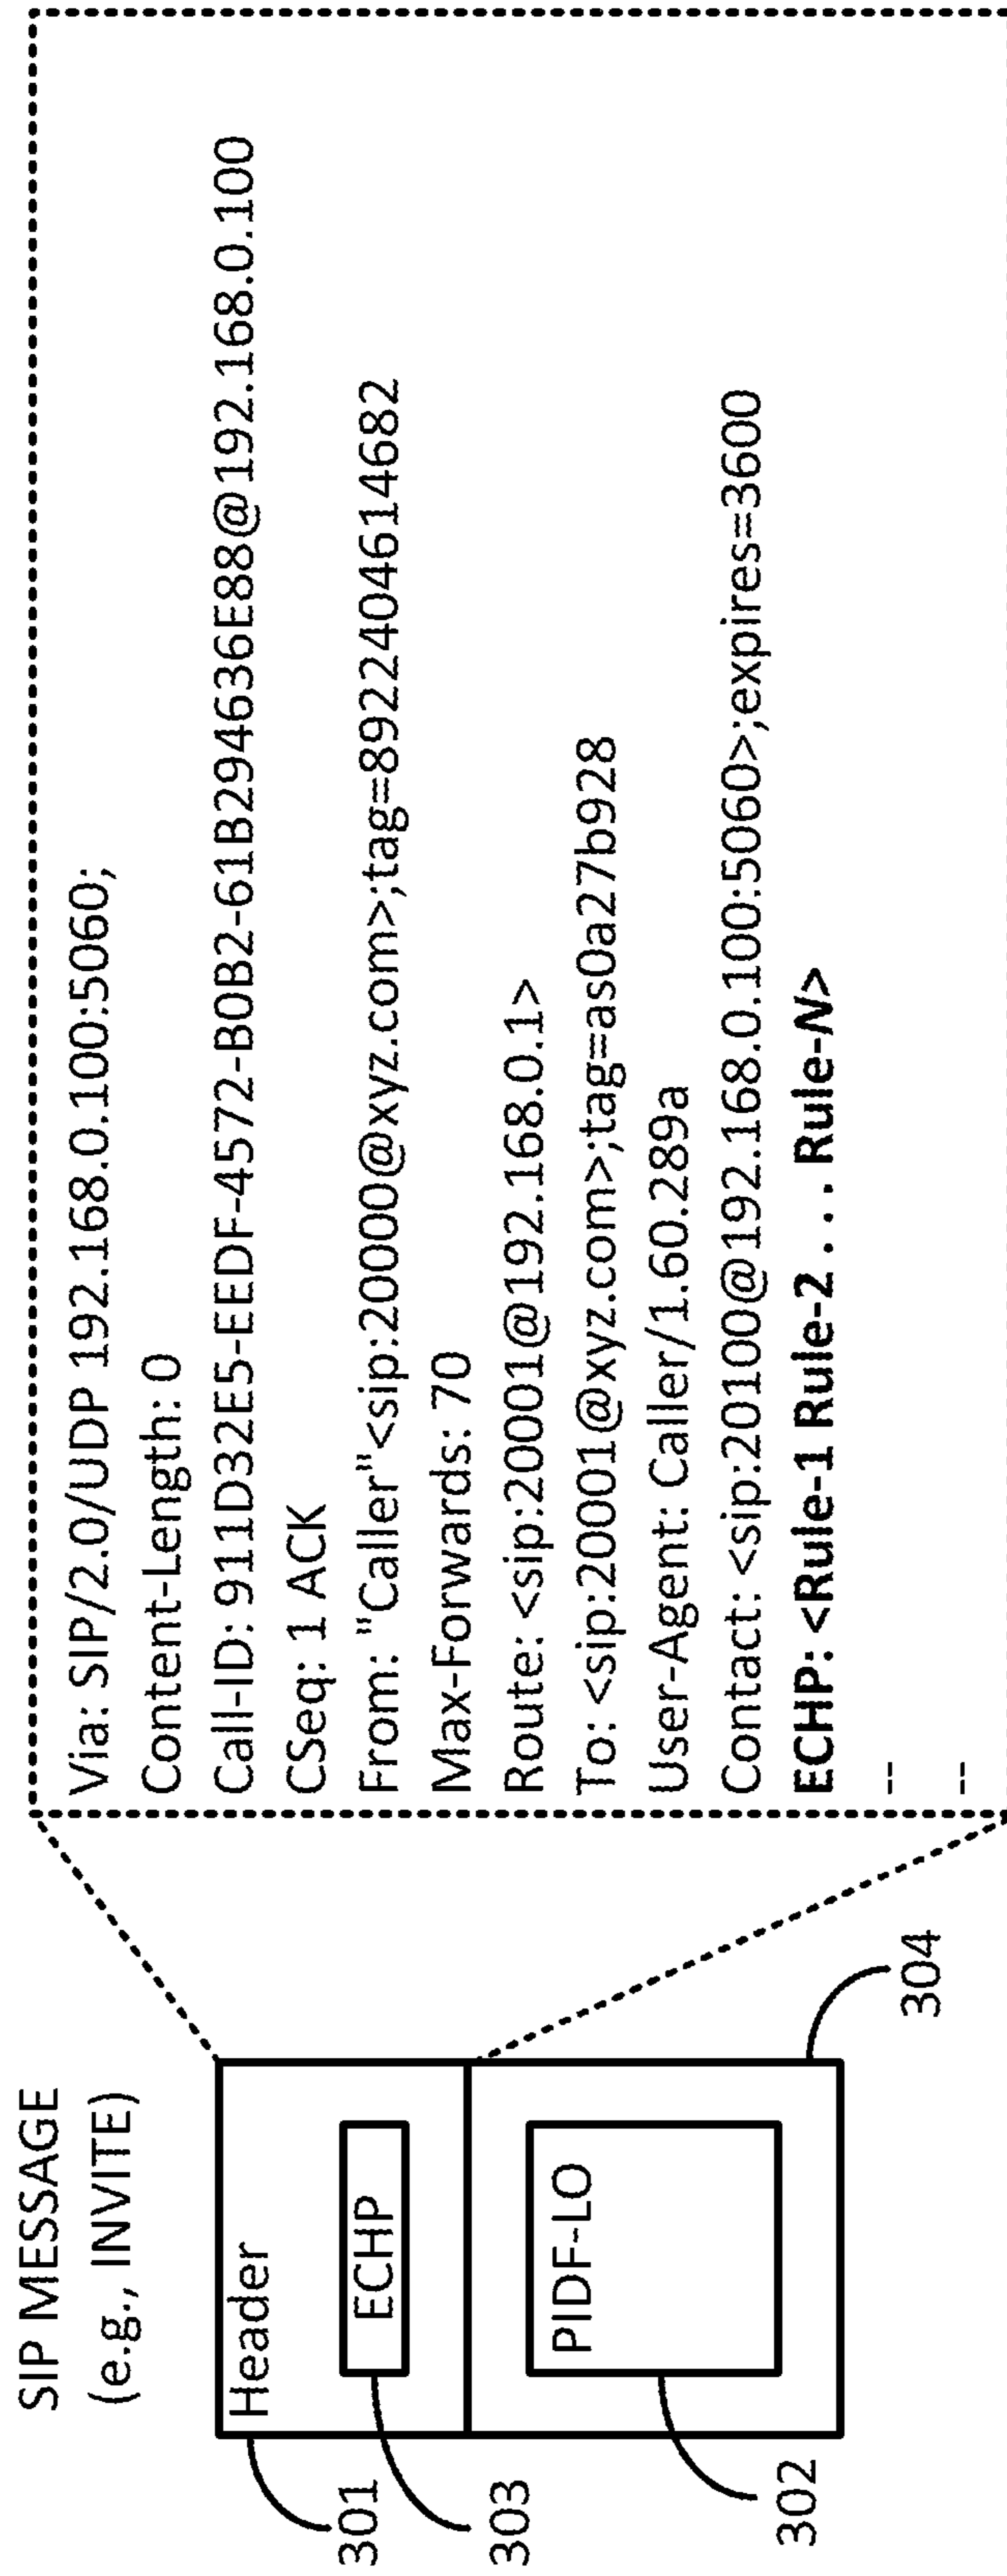 SIP MESSAGE
(e.g., INVITE)
301
Header
303
ECHP
302
PIDF-LO
304
Via: SIP/2.0/UDP 192.168.0.100:5060;
Content-Length: 0
Call-ID: 911D32E5-EEDF-4572-B0B2-61B294636E88@192.168.0.100
CSeq: 1 ACK
From: "Caller"<sip:20000@xyz.com>;tag=8922404614682
Max-Forwards: 70
Route: <sip:20001@192.168.0.1>
To: <sip:20001@xyz.com>;tag=as0a27b928
User-Agent: Caller/1.60.289a
Contact: <sip:20100@192.168.0.100:5060>;expires=3600
ECHP: <Rule-1 Rule-2 . . . Rule-N>
--
--